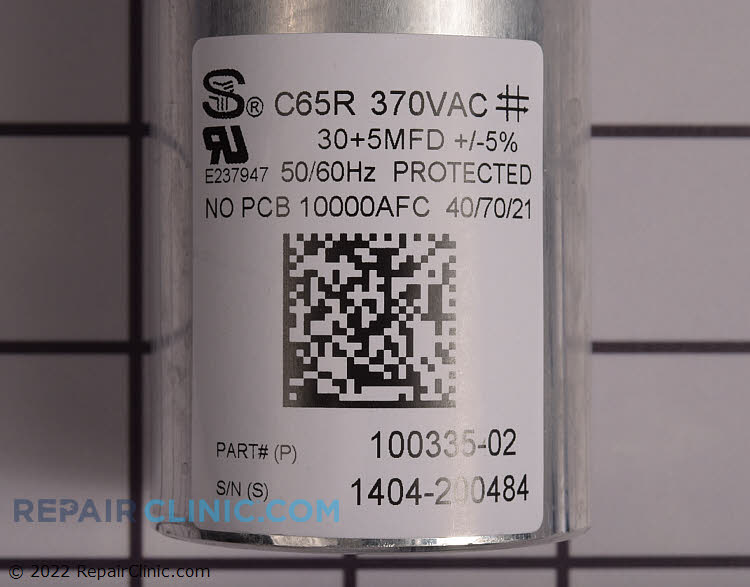 S® C65R 370VAC
30+5MFD +/-5%
E237947 50/60Hz PROTECTED
NO PCB 10000AFC 40/70/21
PART# (P) 100335-02
S/N (S) 1404-200484
REPAIRCLINIC.COM
© 2022 RepairClinic.com